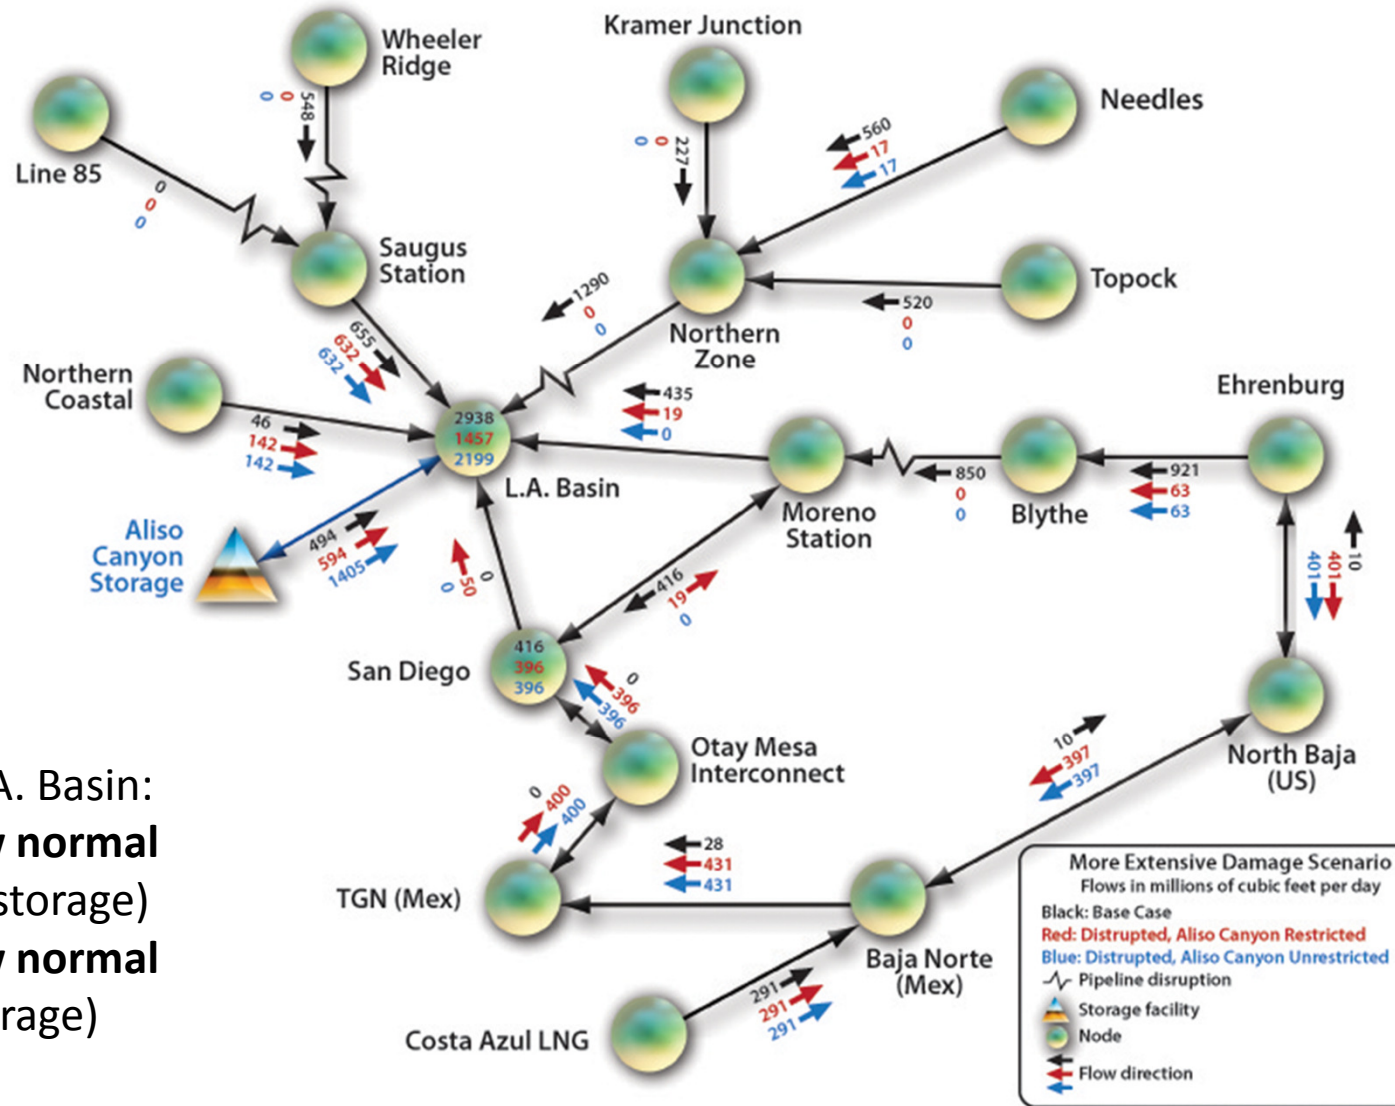 Kramer Junction
Wheeler
Ridge
Needles
Line 85
548
0
0
227
0
0
560
17
17
0
0
0
Saugus
Station
Topock
520
0
0
1290
0
0
Northern
Zone
655
632
632
Northern
Coastal
46
142
142
2938
1457
2199
L.A. Basin
435
19
0
Ehrenburg
850
0
0
Moreno
Station
Blythe
921
63
63
Aliso
Canyon
Storage
494
594
1405
0
50
0
416
19
0
10
401
401
San Diego
416
396
396
0
396
396
Otay Mesa
Interconnect
North Baja
(US)
10
397
397
A. Basin:
normal
storage)
normal
rage)
0
400
400
TGN (Mex)
28
431
431
Baja Norte
(Mex)
291
291
291
Costa Azul LNG
More Extensive Damage Scenario
Flows in millions of cubic feet per day
Black: Base Case
Red: Distrupted, Aliso Canyon Restricted
Blue: Distrupted, Aliso Canyon Unrestricted
Pipeline disruption
Storage facility
Node
Flow direction